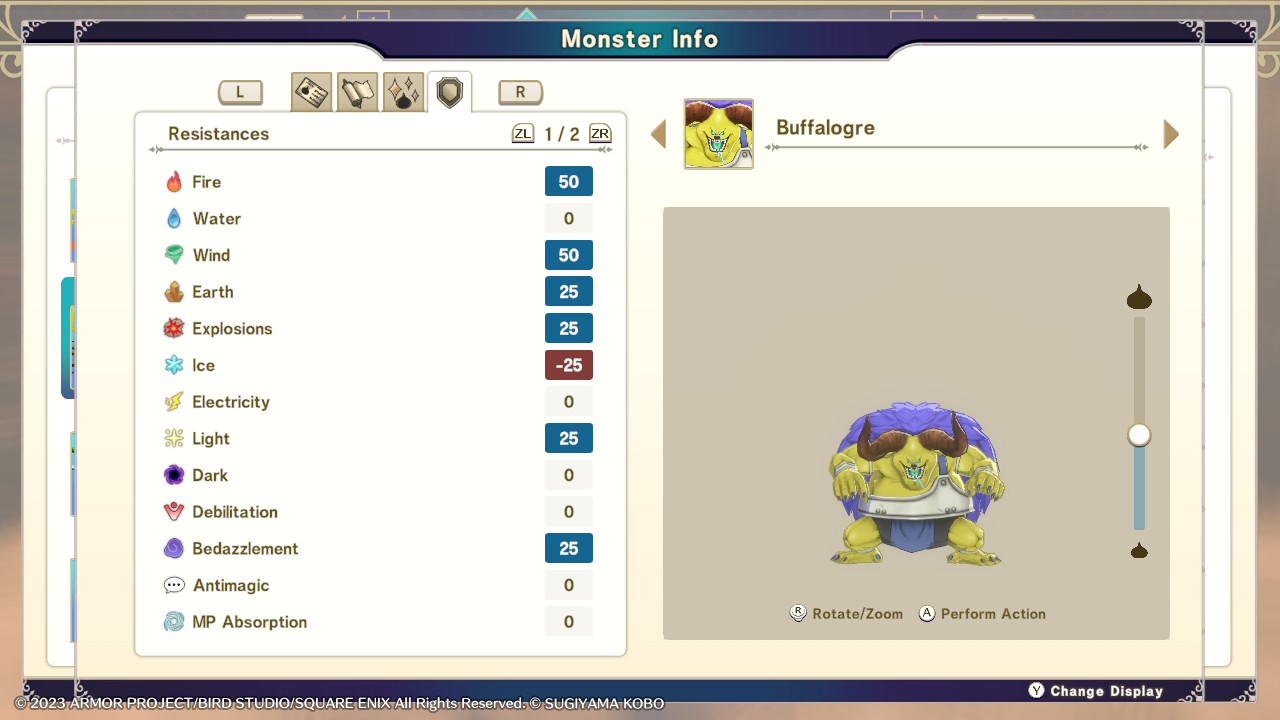 Monster Info
L
R
Resistances
ZL 1 / 2 ZR
Fire 50
Water 0
Wind 50
Earth 25
Explosions 25
Ice -25
Electricity 0
Light 25
Dark 0
Debilitation 0
Bedazzlement 25
Antimagic 0
MP Absorption 0
Buffalogre
R Rotate/Zoom A Perform Action
Y Change Display
© 2023 ARMOR PROJECT/BIRD STUDIO/SQUARE ENIX All Rights Reserved. © SUGIYAMA KOBO